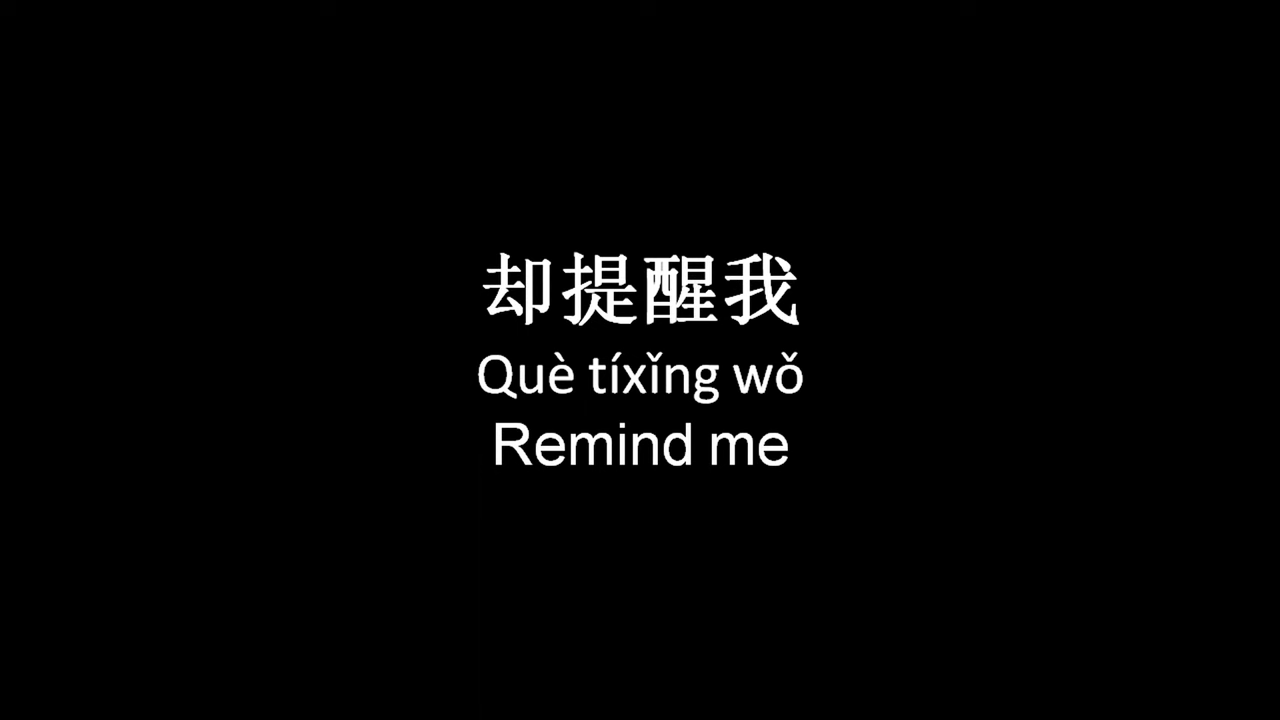 却提醒我
Què tíxǐng wǒ
Remind me